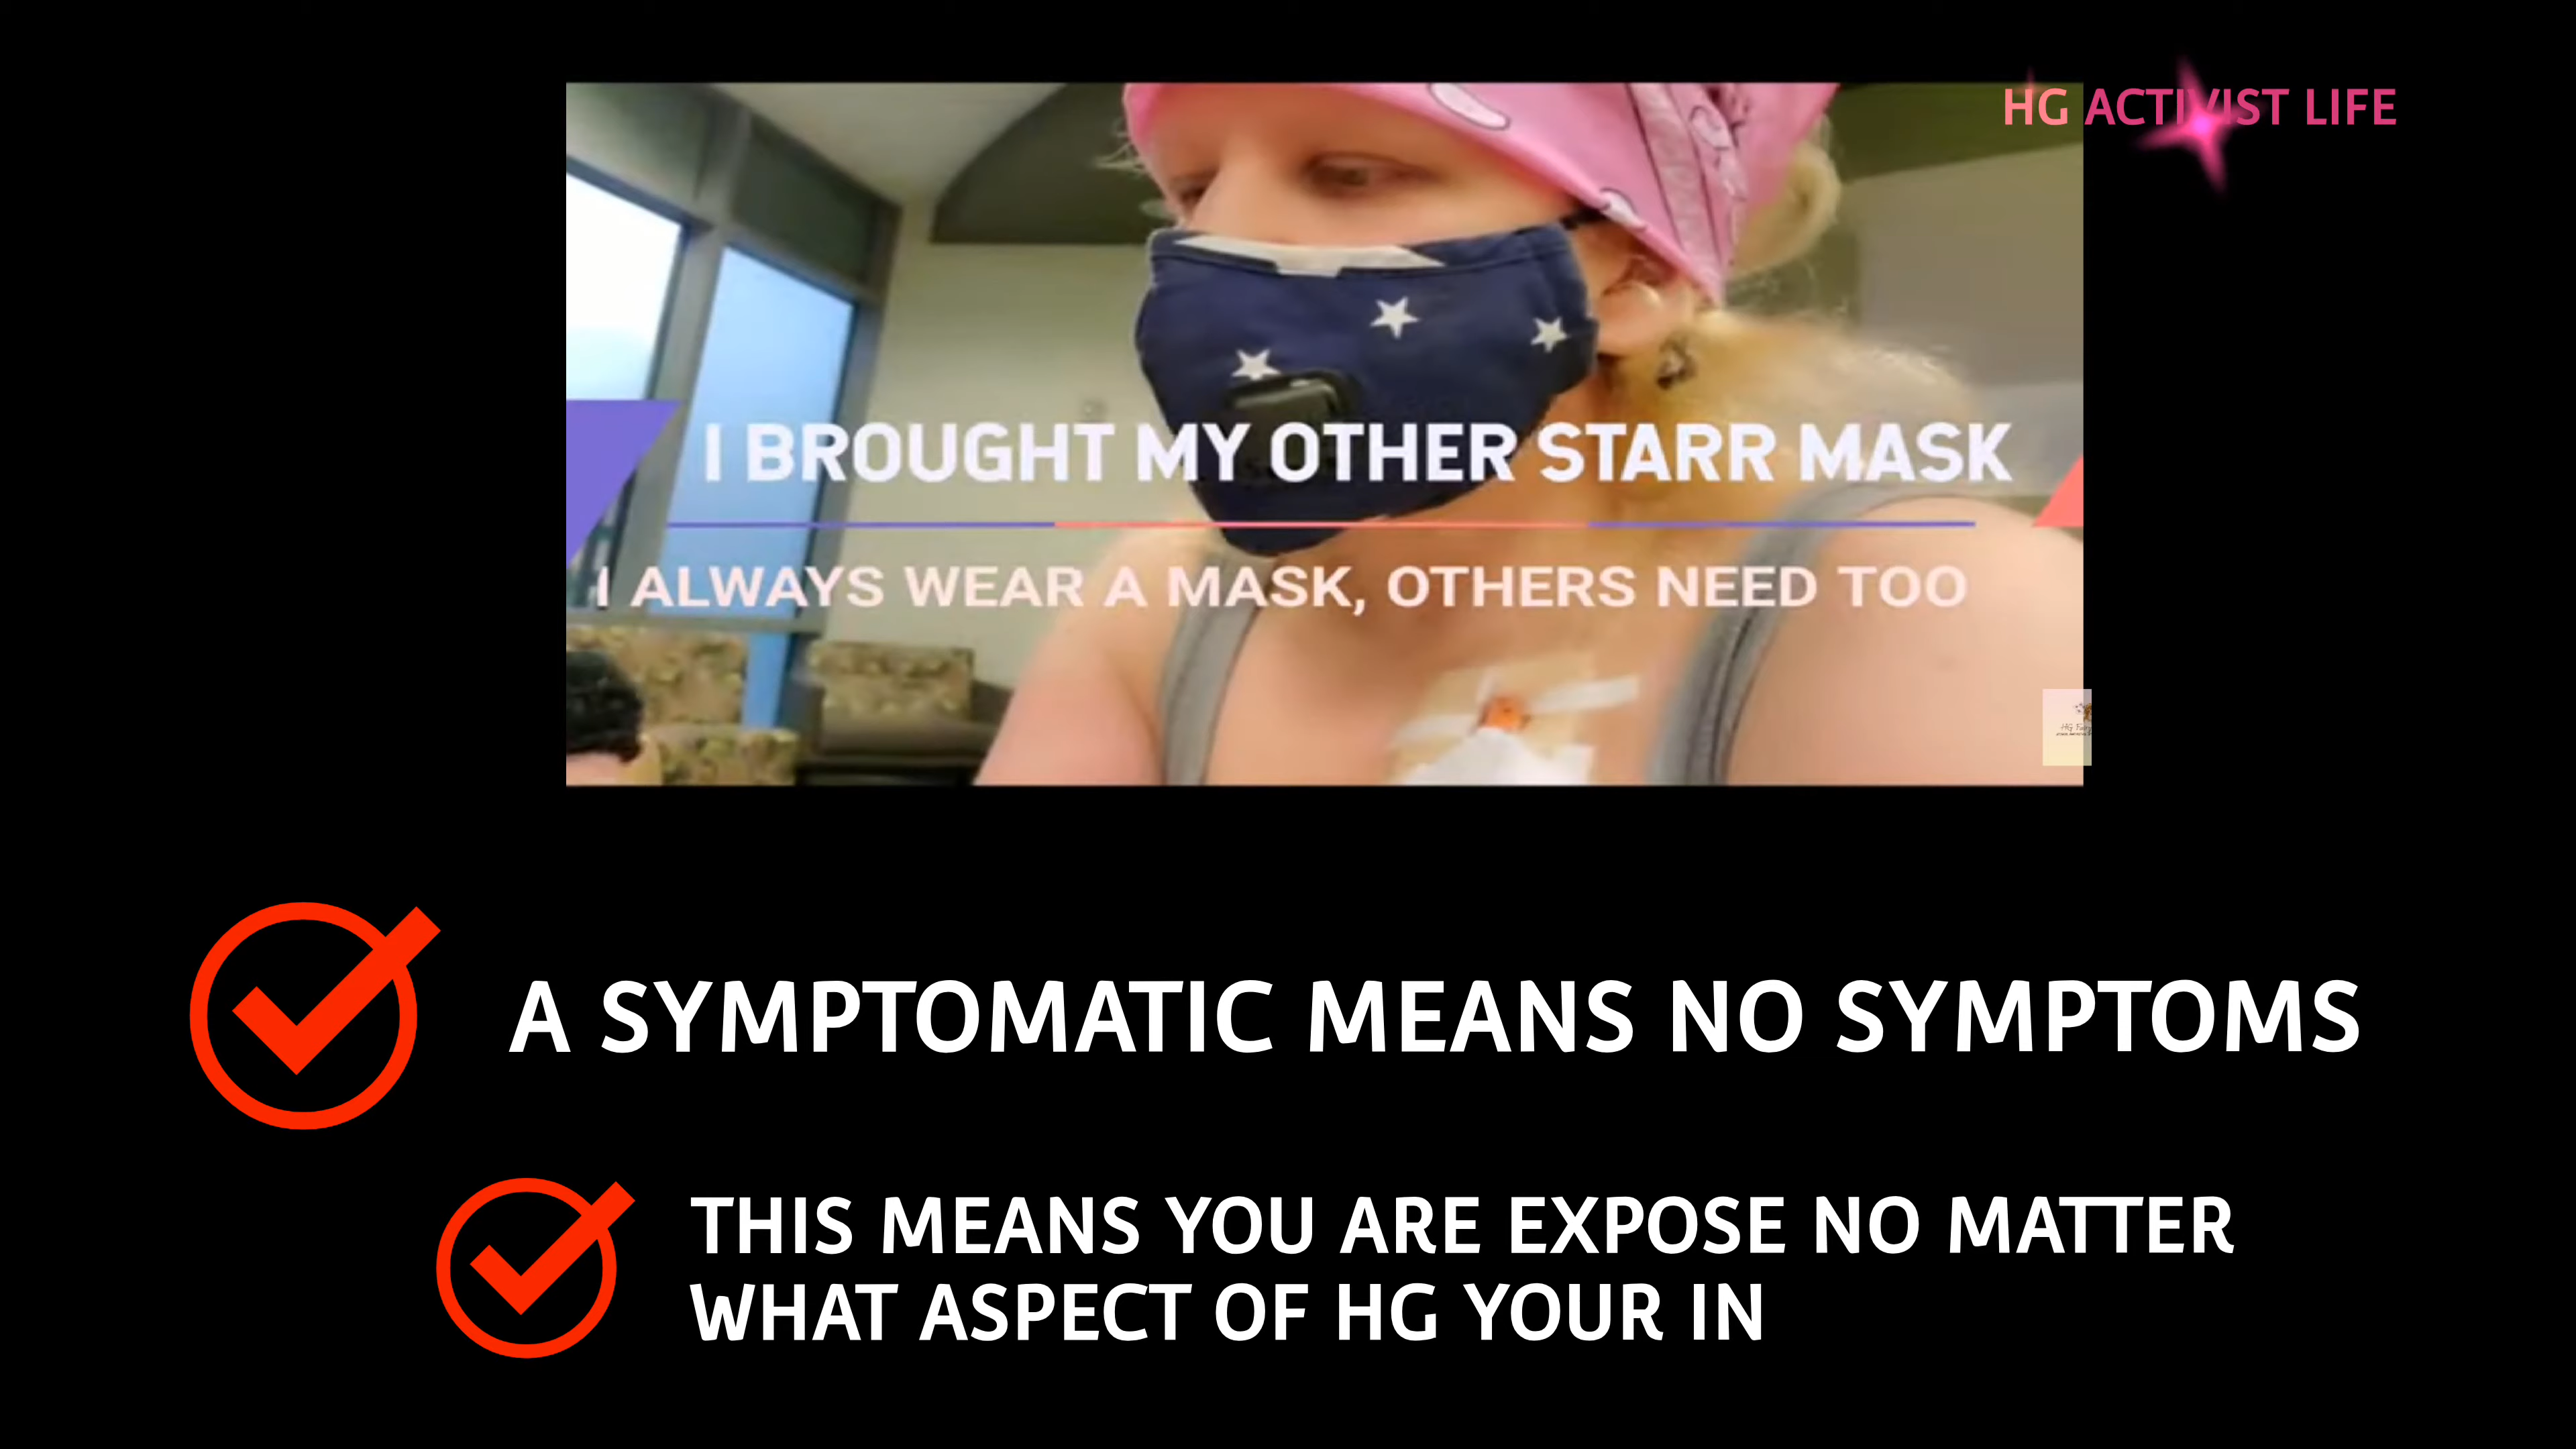 HG ACTIVIST LIFE
I BROUGHT MY OTHER STARR MASK
I ALWAYS WEAR A MASK, OTHERS NEED TOO
A SYMPTOMATIC MEANS NO SYMPTOMS
THIS MEANS YOU ARE EXPOSE NO MATTER
WHAT ASPECT OF HG YOUR IN